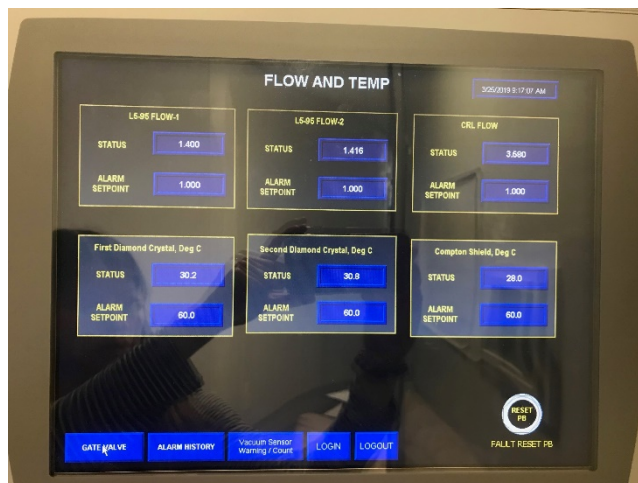 FLOW AND TEMP
3/26/2019 9:17:07 AM
L5-95 FLOW-1
STATUS 1.400
ALARM SETPOINT 1.000
L5-95 FLOW-2
STATUS 1.416
ALARM SETPOINT 1.000
CRL FLOW
STATUS 3.580
ALARM SETPOINT 1.000
First Diamond Crystal, Deg C
STATUS 30.2
ALARM SETPOINT 60.0
Second Diamond Crystal, Deg C
STATUS 30.8
ALARM SETPOINT 60.0
Compton Shield, Deg C
STATUS 28.0
ALARM SETPOINT 60.0
RESET
PB
FAULT RESET PB
GATE VALVE
ALARM HISTORY
Vacuum Sensor
Warning / Count
LOGIN
LOGOUT